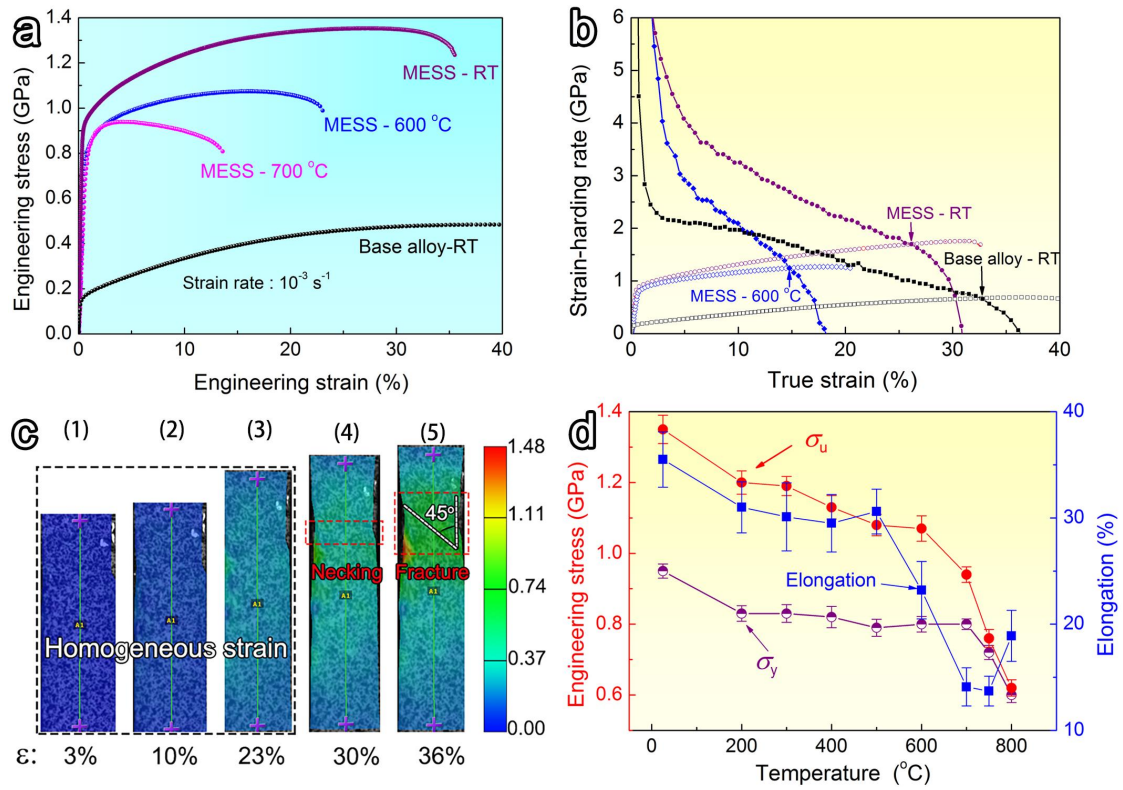 a
1.4
1.2
1.0
0.8
0.6
0.4
0.2
0.0
Engineering stress (GPa)
MESS - RT
MESS - 600 °C
MESS - 700 °C
Base alloy-RT
Strain rate : 10⁻³ s⁻¹
0 10 20 30 40
Engineering strain (%)
b
6
5
4
3
2
1
0
Strain-harding rate (GPa)
MESS - RT
Base alloy - RT
MESS - 600 °C
0 10 20 30 40
True strain (%)
c
(1) (2) (3) (4) (5)
45°
Necking Fracture
A1 A1 A1 A1 A1
Homogeneous strain
1.48
1.11
0.74
0.37
0.00
ε: 3% 10% 23% 30% 36%
d
1.4
1.2
1.0
0.8
0.6
Engineering stress (GPa)
σu
Elongation
σy
40
30
20
10
Elongation (%)
0 200 400 600 800
Temperature (°C)